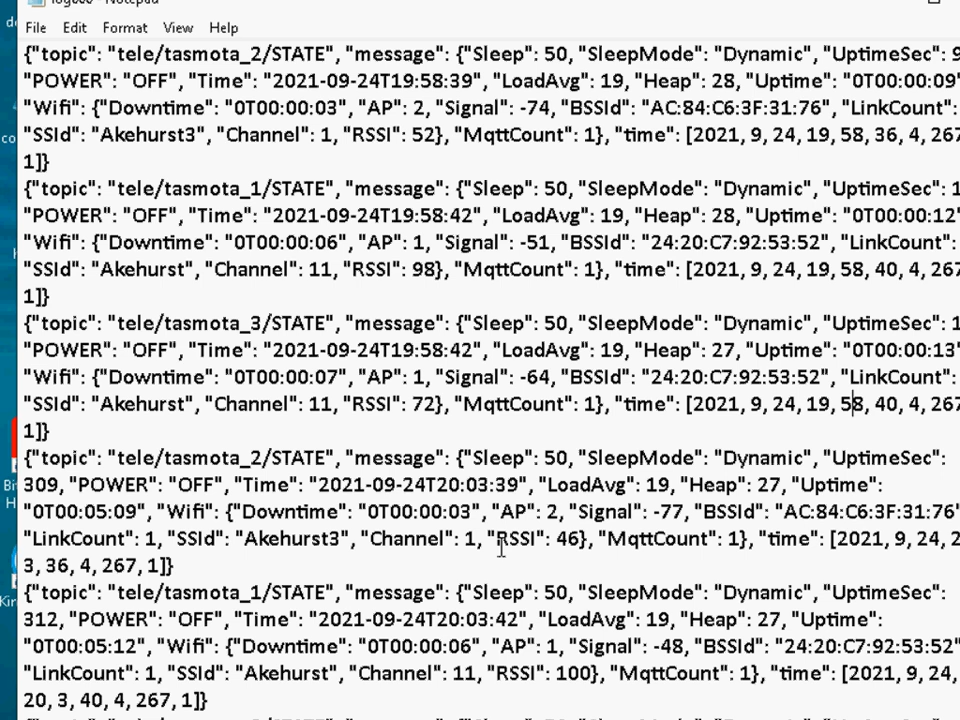 File Edit Format View Help
{"topic": "tele/tasmota_2/STATE", "message": {"Sleep": 50, "SleepMode": "Dynamic", "UptimeSec": 9
"POWER": "OFF", "Time": "2021-09-24T19:58:39", "LoadAvg": 19, "Heap": 28, "Uptime": "0T00:00:09"
"Wifi": {"Downtime": "0T00:00:03", "AP": 2, "Signal": -74, "BSSId": "AC:84:C6:3F:31:76", "LinkCount":
"SSId": "Akehurst3", "Channel": 1, "RSSI": 52}, "MqttCount": 1}, "time": [2021, 9, 24, 19, 58, 36, 4, 267
1]}
{"topic": "tele/tasmota_1/STATE", "message": {"Sleep": 50, "SleepMode": "Dynamic", "UptimeSec": 1
"POWER": "OFF", "Time": "2021-09-24T19:58:42", "LoadAvg": 19, "Heap": 28, "Uptime": "0T00:00:12"
"Wifi": {"Downtime": "0T00:00:06", "AP": 1, "Signal": -51, "BSSId": "24:20:C7:92:53:52", "LinkCount":
"SSId": "Akehurst", "Channel": 11, "RSSI": 98}, "MqttCount": 1}, "time": [2021, 9, 24, 19, 58, 40, 4, 267
1]}
{"topic": "tele/tasmota_3/STATE", "message": {"Sleep": 50, "SleepMode": "Dynamic", "UptimeSec": 1
"POWER": "OFF", "Time": "2021-09-24T19:58:42", "LoadAvg": 19, "Heap": 27, "Uptime": "0T00:00:13"
"Wifi": {"Downtime": "0T00:00:07", "AP": 1, "Signal": -64, "BSSId": "24:20:C7:92:53:52", "LinkCount":
"SSId": "Akehurst", "Channel": 11, "RSSI": 72}, "MqttCount": 1}, "time": [2021, 9, 24, 19, 58, 40, 4, 267
1]}
{"topic": "tele/tasmota_2/STATE", "message": {"Sleep": 50, "SleepMode": "Dynamic", "UptimeSec":
309, "POWER": "OFF", "Time": "2021-09-24T20:03:39", "LoadAvg": 19, "Heap": 27, "Uptime":
"0T00:05:09", "Wifi": {"Downtime": "0T00:00:03", "AP": 2, "Signal": -77, "BSSId": "AC:84:C6:3F:31:76"
"LinkCount": 1, "SSId": "Akehurst3", "Channel": 1, "RSSI": 46}, "MqttCount": 1}, "time": [2021, 9, 24, 2
3, 36, 4, 267, 1]}
{"topic": "tele/tasmota_1/STATE", "message": {"Sleep": 50, "SleepMode": "Dynamic", "UptimeSec":
312, "POWER": "OFF", "Time": "2021-09-24T20:03:42", "LoadAvg": 19, "Heap": 27, "Uptime":
"0T00:05:12", "Wifi": {"Downtime": "0T00:00:06", "AP": 1, "Signal": -48, "BSSId": "24:20:C7:92:53:52"
"LinkCount": 1, "SSId": "Akehurst", "Channel": 11, "RSSI": 100}, "MqttCount": 1}, "time": [2021, 9, 24,
20, 3, 40, 4, 267, 1]}